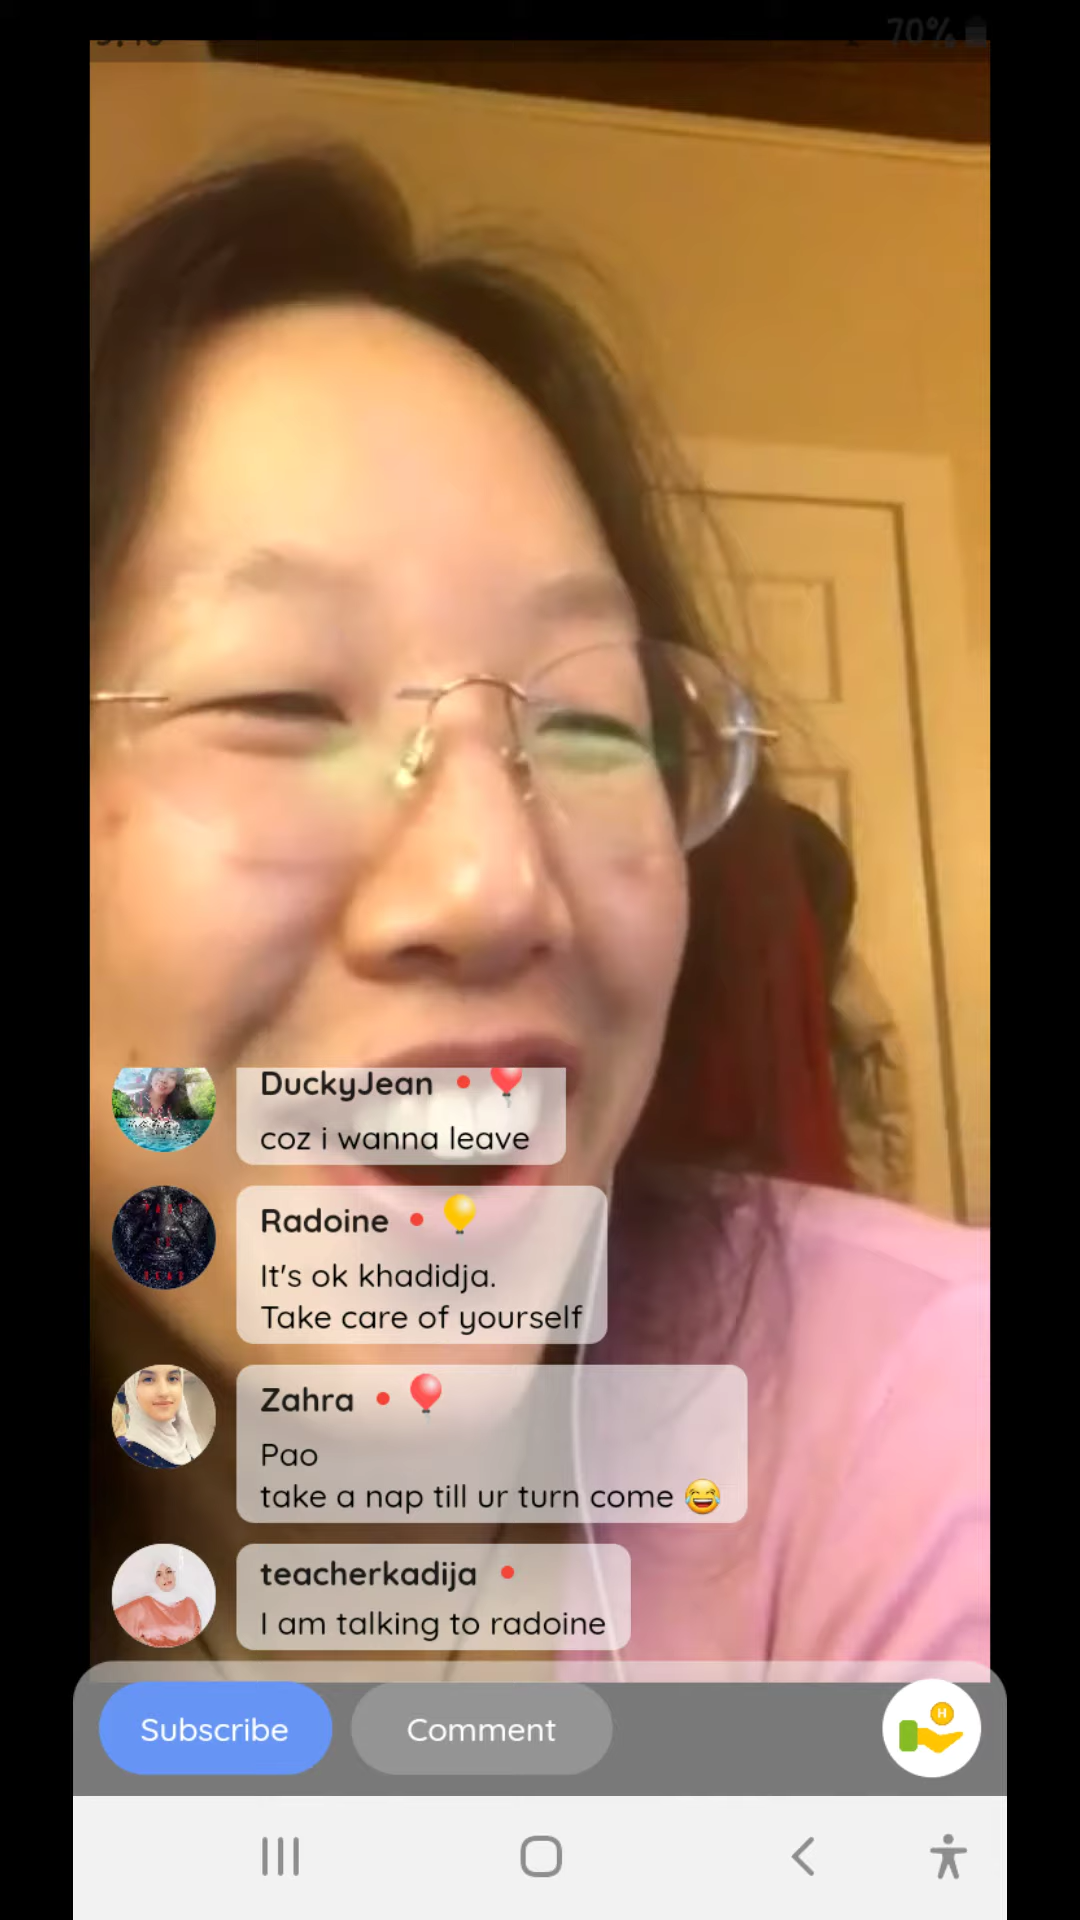 70%
DuckyJean
coz i wanna leave
Radoine
It's ok khadidja.
Take care of yourself
Zahra
Pao
take a nap till ur turn come 😂
teacherkadija
I am talking to radoine
Subscribe
Comment
H